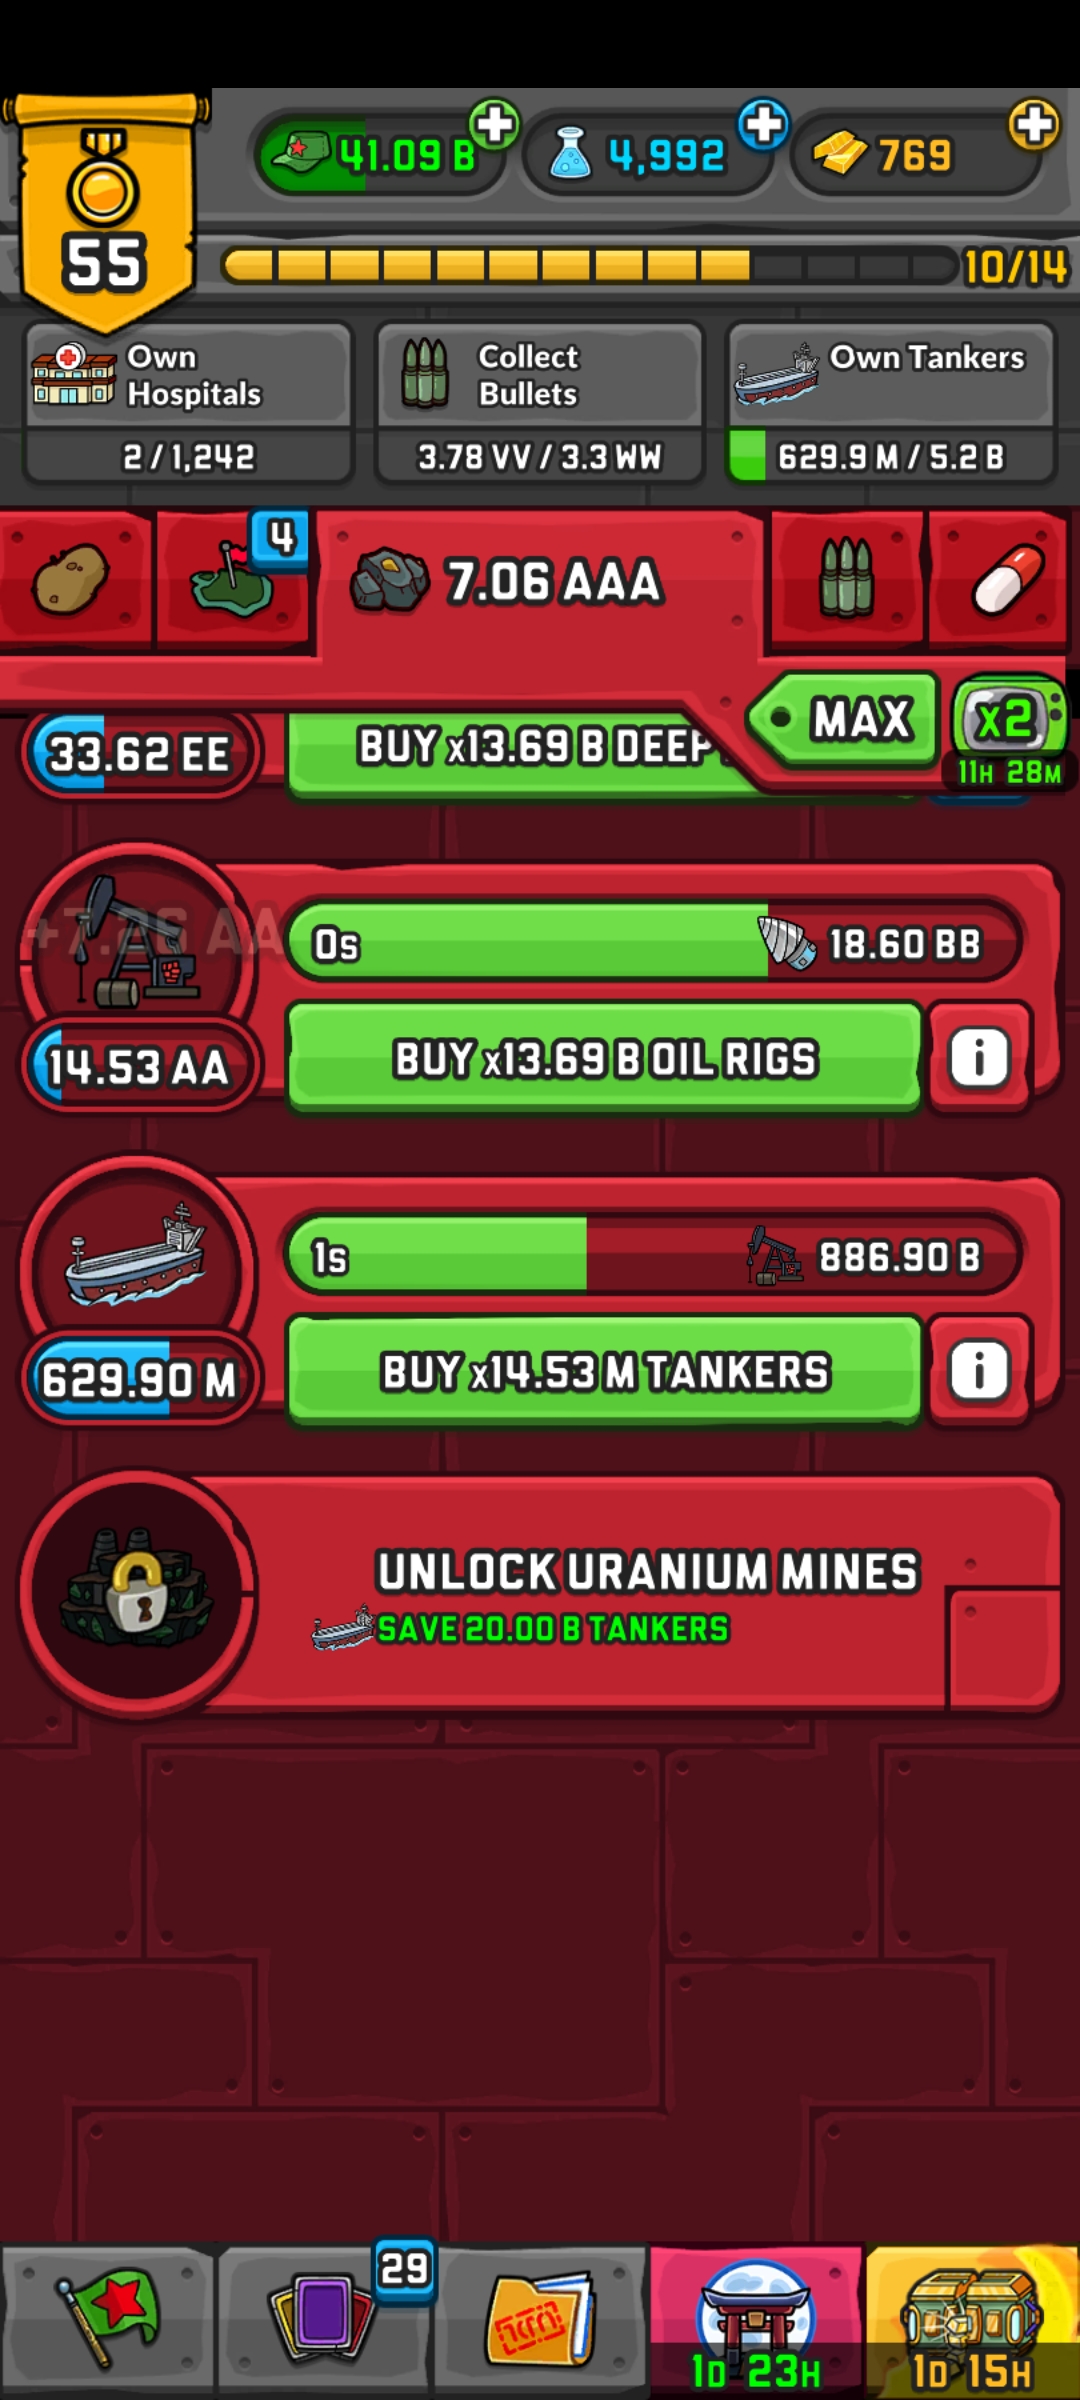 41.09 B
4,992
769
55
10/14
Own
Hospitals
2 / 1,242
Collect
Bullets
3.78 VV / 3.3 WW
Own Tankers
629.9 M / 5.2 B
4
7.06 AAA
MAX
x2
11H 28M
33.62 EE
BUY x13.69 B DEEP
0s
18.60 BB
14.53 AA
BUY x13.69 B OIL RIGS
i
1s
886.90 B
629.90 M
BUY x14.53 M TANKERS
i
UNLOCK URANIUM MINES
SAVE 20.00 B TANKERS
29
1D 23H
1D 15H